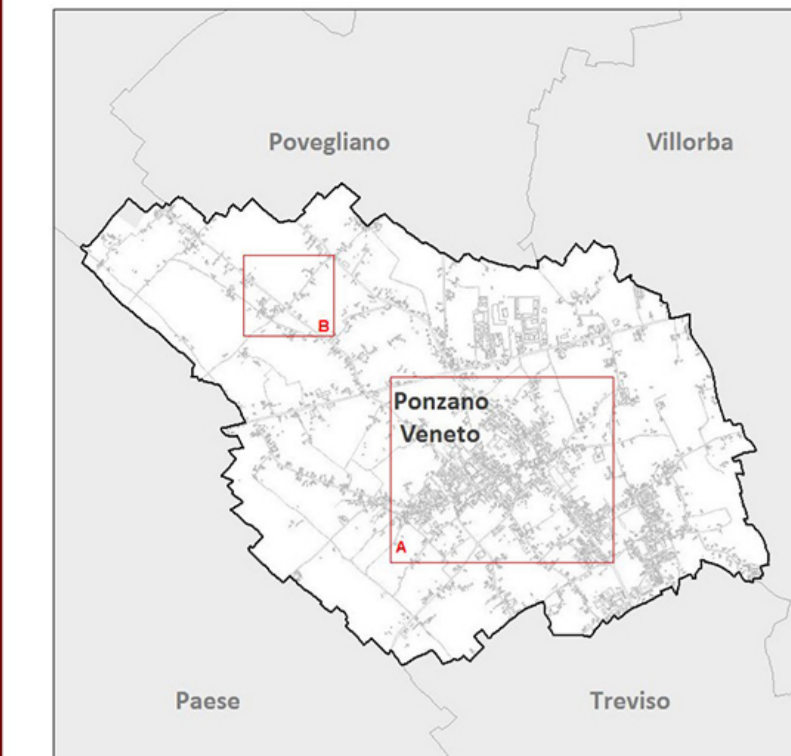 Povegliano
Villorba
B
Ponzano
Veneto
A
Paese
Treviso